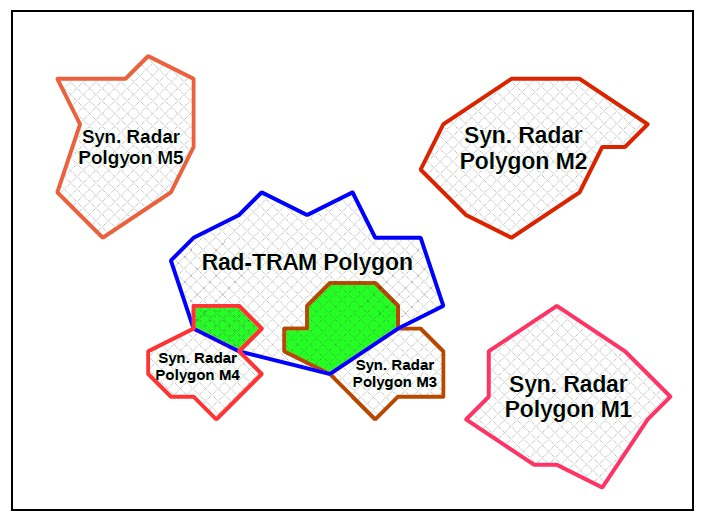 Syn. Radar
Polgyon M5
Syn. Radar
Polygon M2
Rad-TRAM Polygon
Syn. Radar
Polygon M4
Syn. Radar
Polygon M3
Syn. Radar
Polygon M1